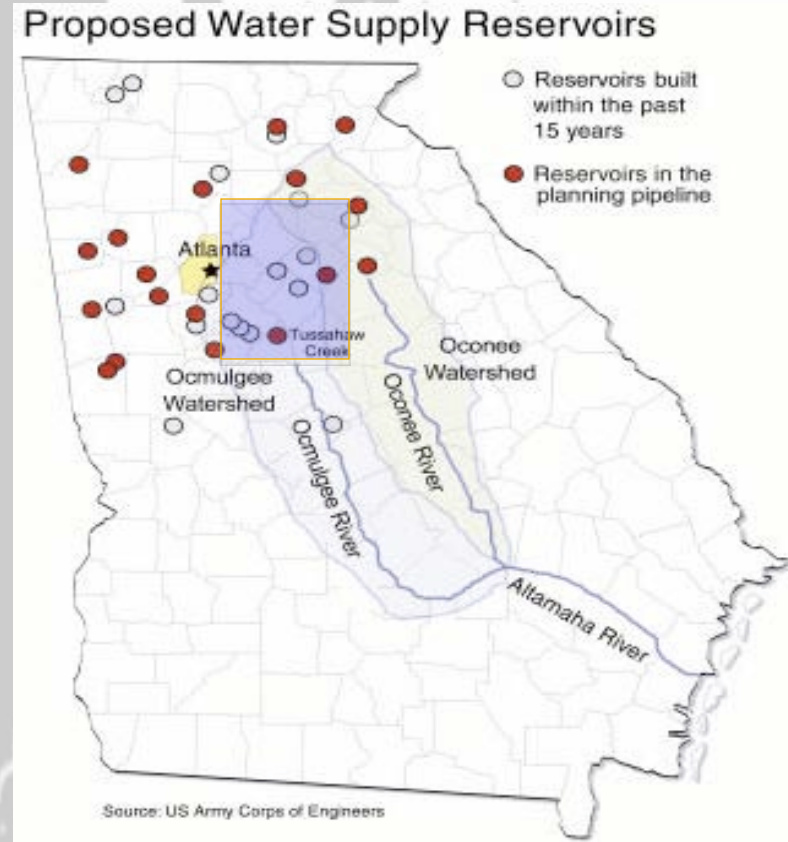 Proposed Water Supply Reservoirs
Reservoirs built
within the past
15 years
Reservoirs in the
planning pipeline
Atlanta
Tussahaw
Creek
Oconee
Watershed
Ocmulgee
Watershed
Oconee River
Ocmulgee River
Altamaha River
Source: US Army Corps of Engineers